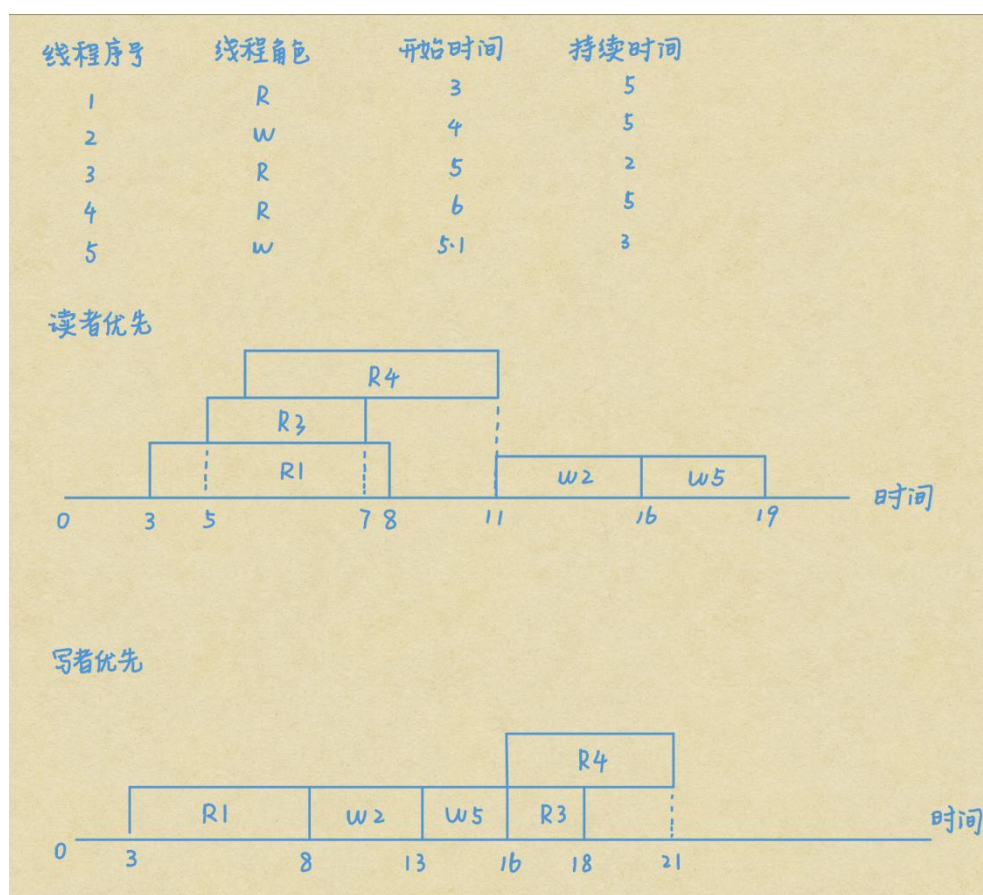 线程序号 线程角色 开始时间 持续时间
1 R 3 5
2 W 4 5
3 R 5 2
4 R 6 5
5 W 5.1 3
读者优先
R4
R3
R1 W2 W5
时间
0 3 5 7 8 11 16 19
写者优先
R4
R1 W2 W5 R3
时间
0 3 8 13 16 18 21